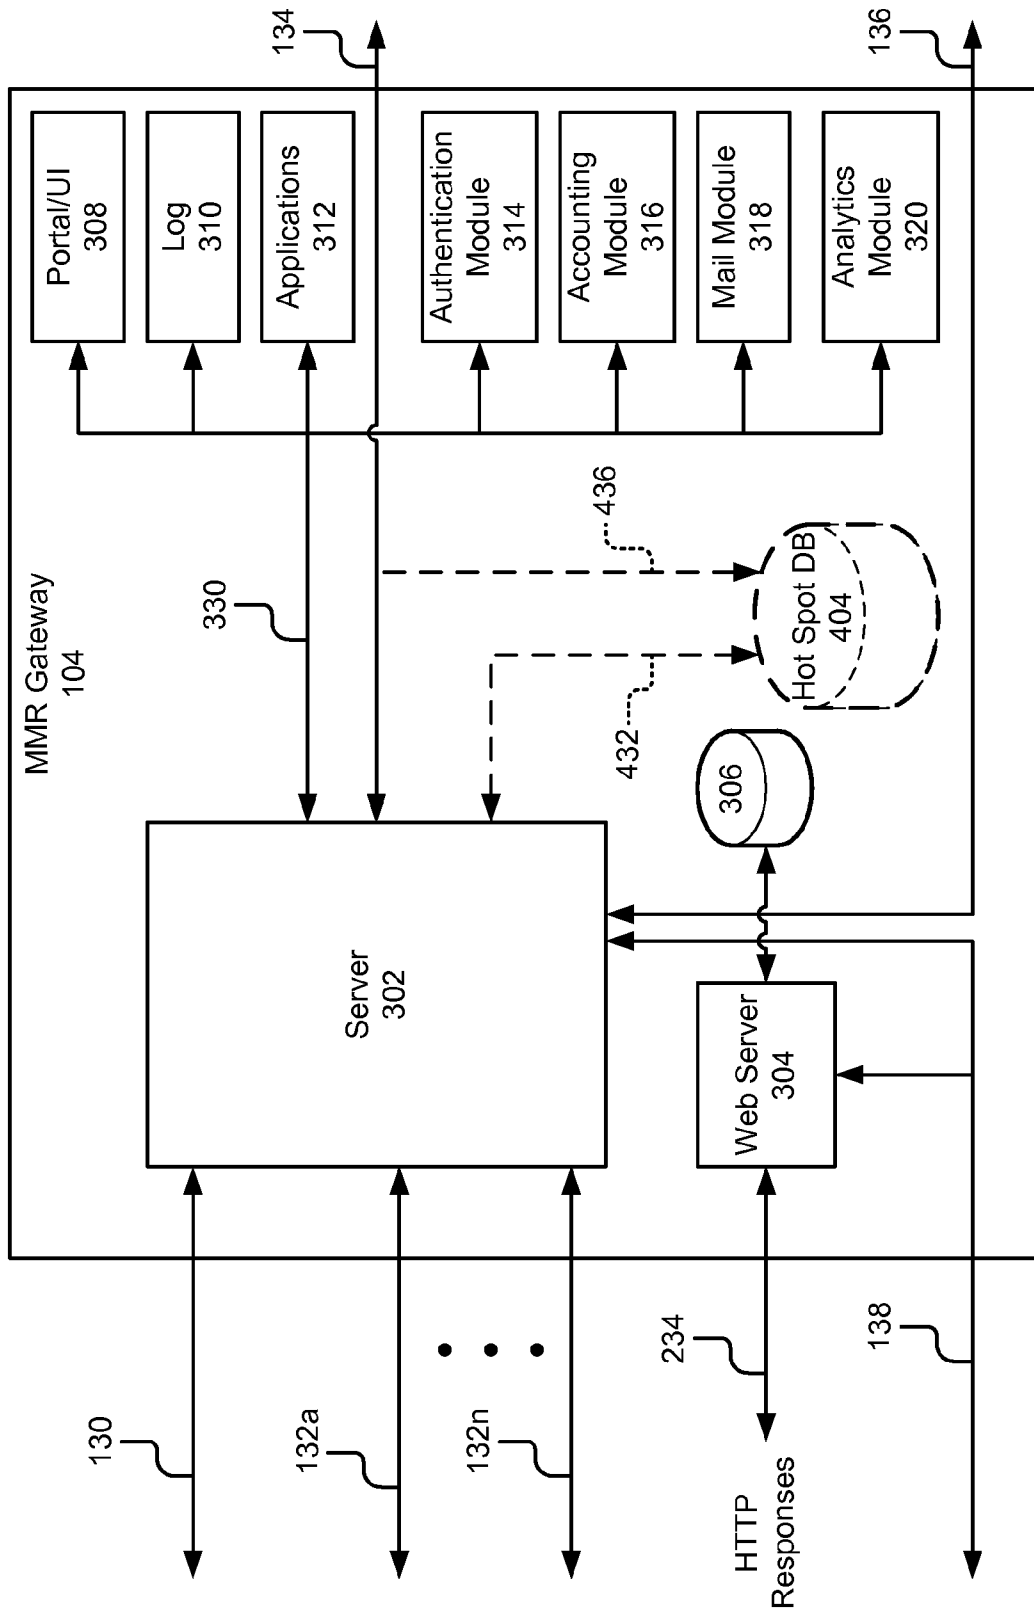 MMR Gateway
104
130
132a
132n
234
HTTP
Responses
138
Server
302
Web Server
304
306
330
432
436
Hot Spot DB
404
Portal/UI
308
Log
310
Applications
312
Authentication
Module
314
Accounting
Module
316
Mail Module
318
Analytics
Module
320
134
136